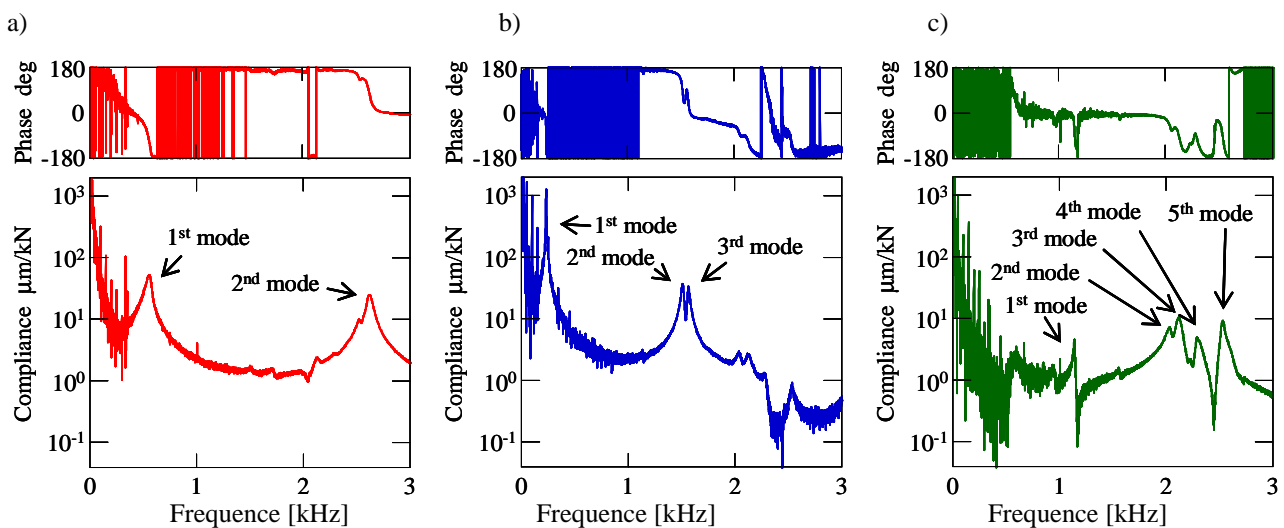 a)
Phase deg
180
0
-180
Compliance µm/kN
10³
10²
10¹
10⁰
10⁻¹
1st mode
2nd mode
0 1 2 3
Frequence [kHz]
b)
Phase deg
180
0
-180
Compliance µm/kN
10³
10²
10¹
10⁰
10⁻¹
1st mode
2nd mode
3rd mode
0 1 2 3
Frequence [kHz]
c)
Phase deg
180
0
-180
Compliance µm/kN
10³
10²
10¹
10⁰
10⁻¹
4th mode
5th mode
3rd mode
2nd mode
1st mode
0 1 2 3
Frequence [kHz]